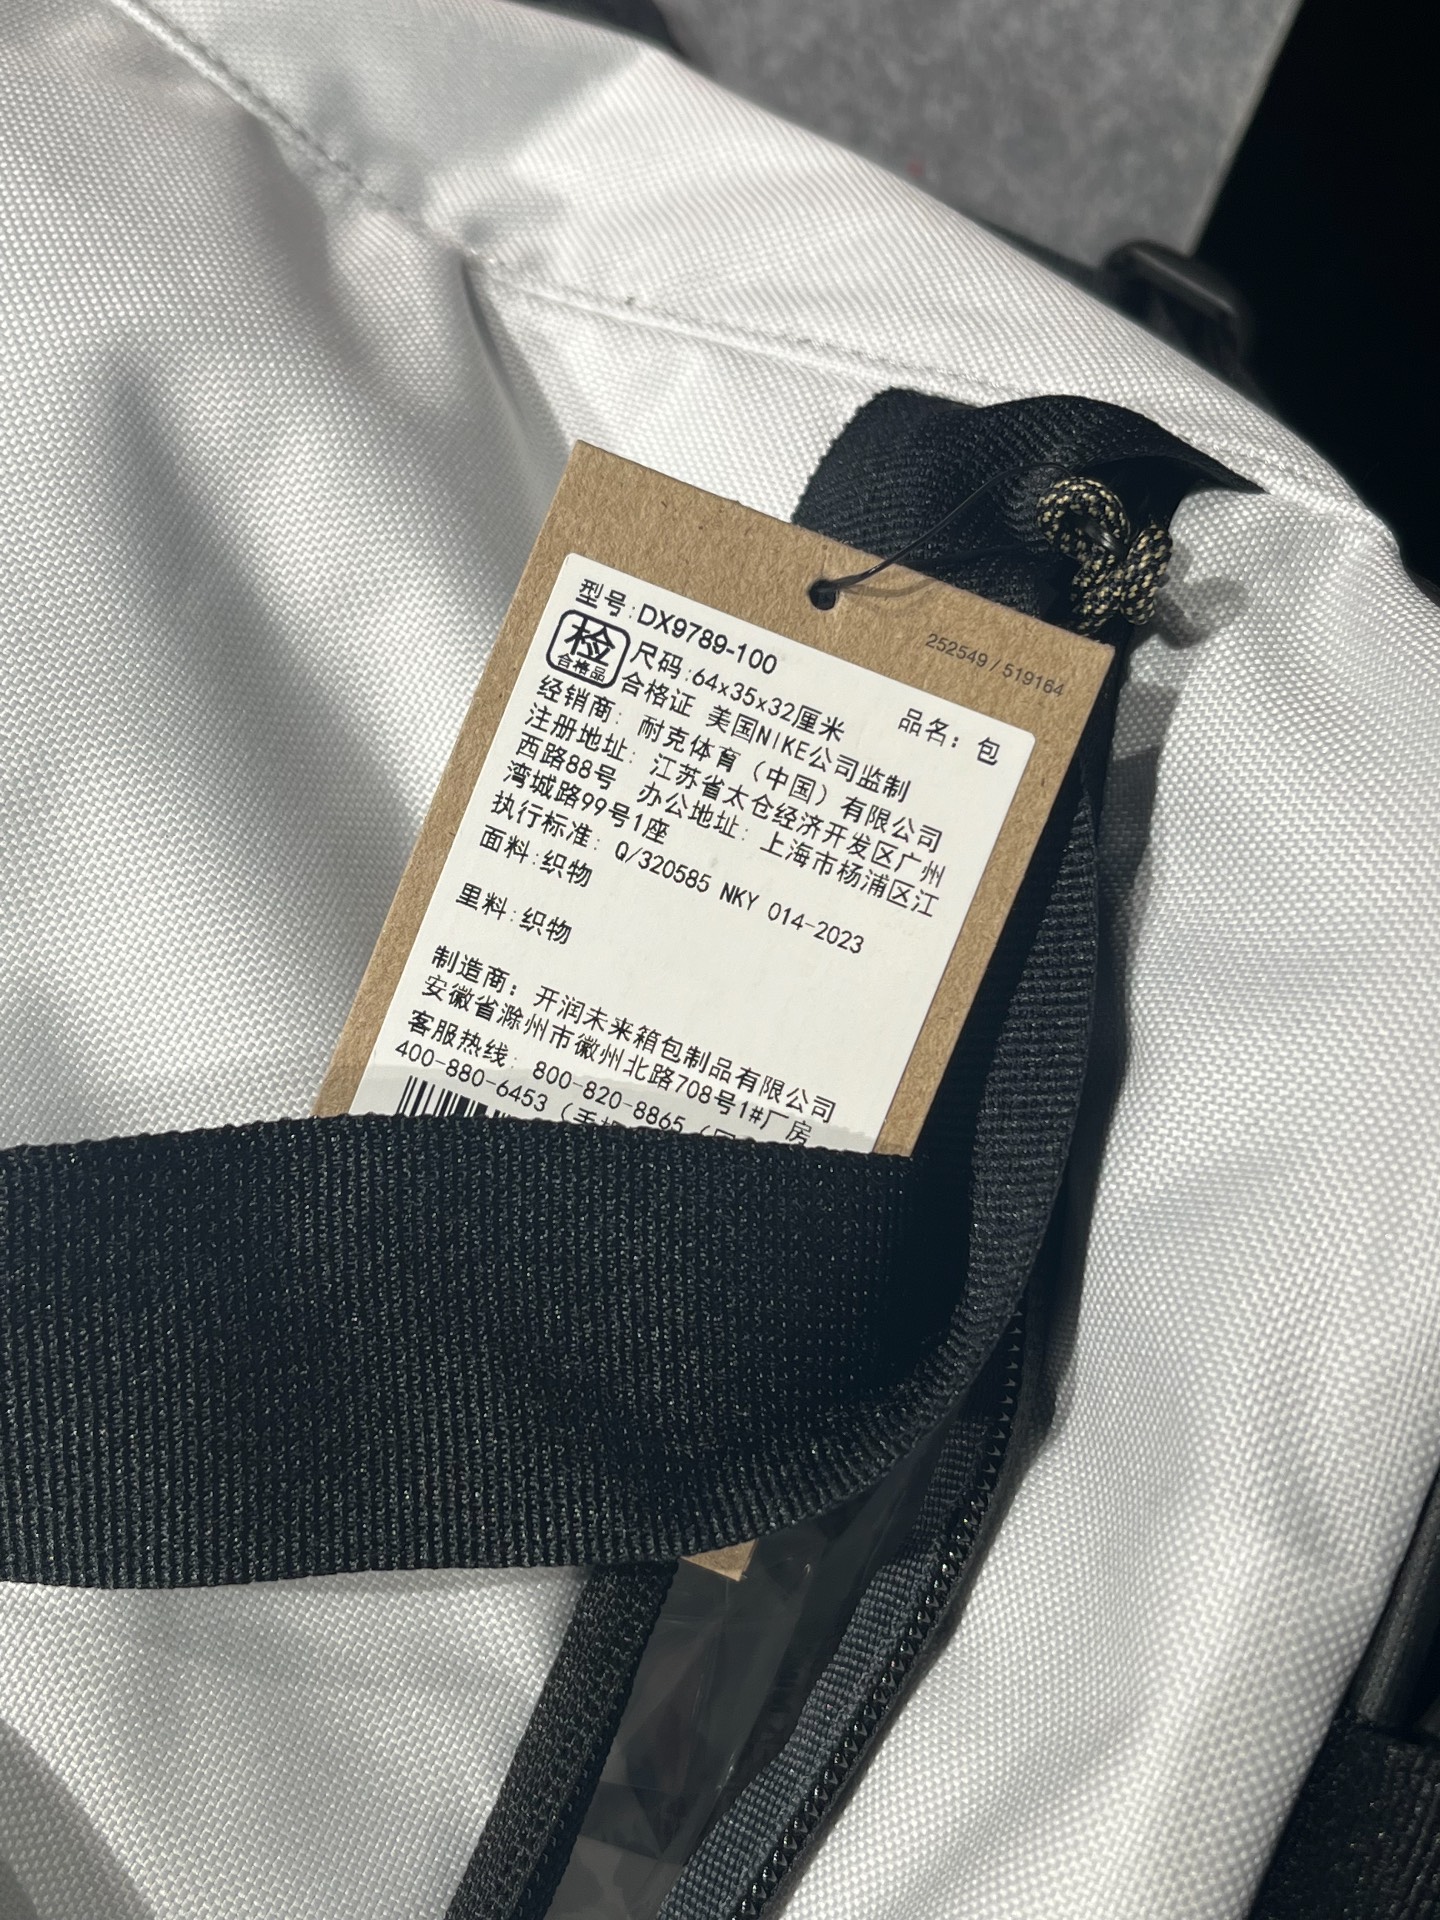 252549 / 519164
型号: DX9789-100
检
合格品
尺码:64x35x32厘米 品名: 包
合格证 美国NIKE公司监制
经销商: 耐克体育 (中国) 有限公司
注册地址: 江苏省太仓经济开发区广州
西路88号 办公地址: 上海市杨浦区江
湾城路99号1座
执行标准: Q/320585 NKY 014-2023
面料:织物
里料:织物
制造商: 开润未来箱包制品有限公司
安徽省滁州市徽州北路708号1#厂房
客服热线: 800-820-8865 (
400-880-6453 (手机